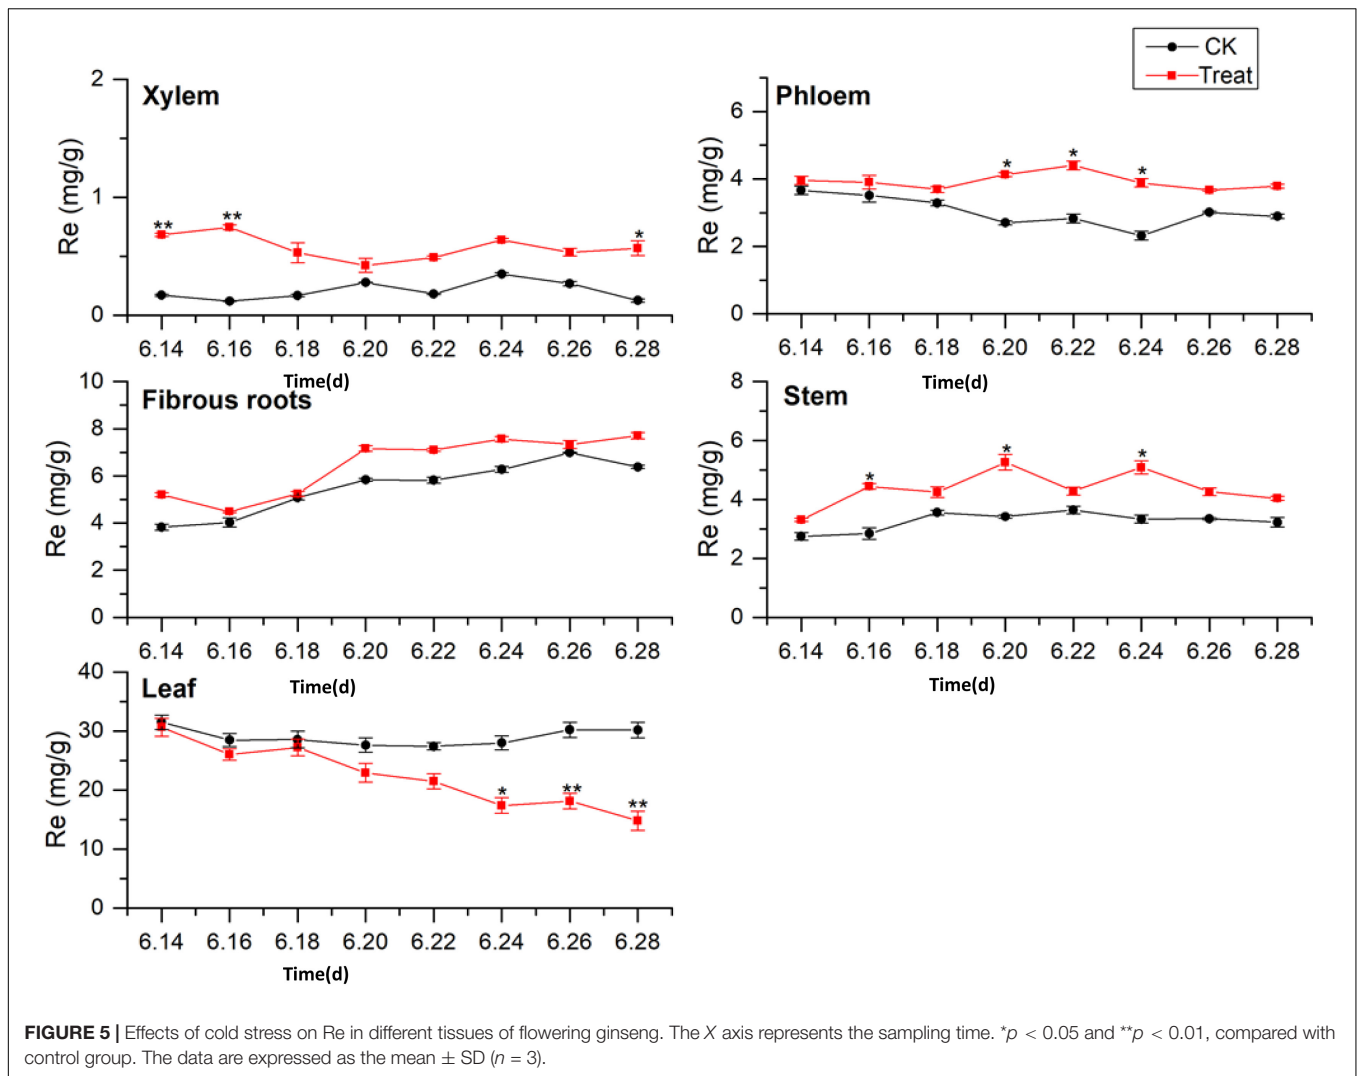 CK
Treat
Xylem
Re (mg/g)
2
1
0
** ** *
6.14 6.16 6.18 6.20 6.22 6.24 6.26 6.28
Time(d)
Phloem
Re (mg/g)
6
4
2
0
* * *
6.14 6.16 6.18 6.20 6.22 6.24 6.26 6.28
Time(d)
Fibrous roots
Re (mg/g)
10
8
6
4
2
0
6.14 6.16 6.18 6.20 6.22 6.24 6.26 6.28
Time(d)
Stem
Re (mg/g)
8
6
4
2
0
* * *
6.14 6.16 6.18 6.20 6.22 6.24 6.26 6.28
Time(d)
Leaf
Re (mg/g)
40
30
20
10
0
* ** **
6.14 6.16 6.18 6.20 6.22 6.24 6.26 6.28
Time(d)
FIGURE 5 | Effects of cold stress on Re in different tissues of flowering ginseng. The X axis represents the sampling time. *p < 0.05 and **p < 0.01, compared with
control group. The data are expressed as the mean ± SD (n = 3).